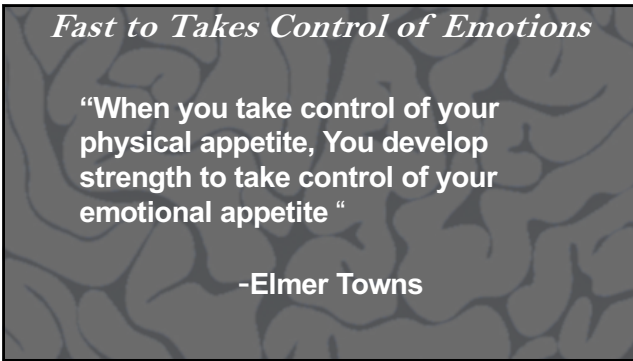 Fast to Takes Control of Emotions
“When you take control of your
physical appetite, You develop
strength to take control of your
emotional appetite “
-Elmer Towns